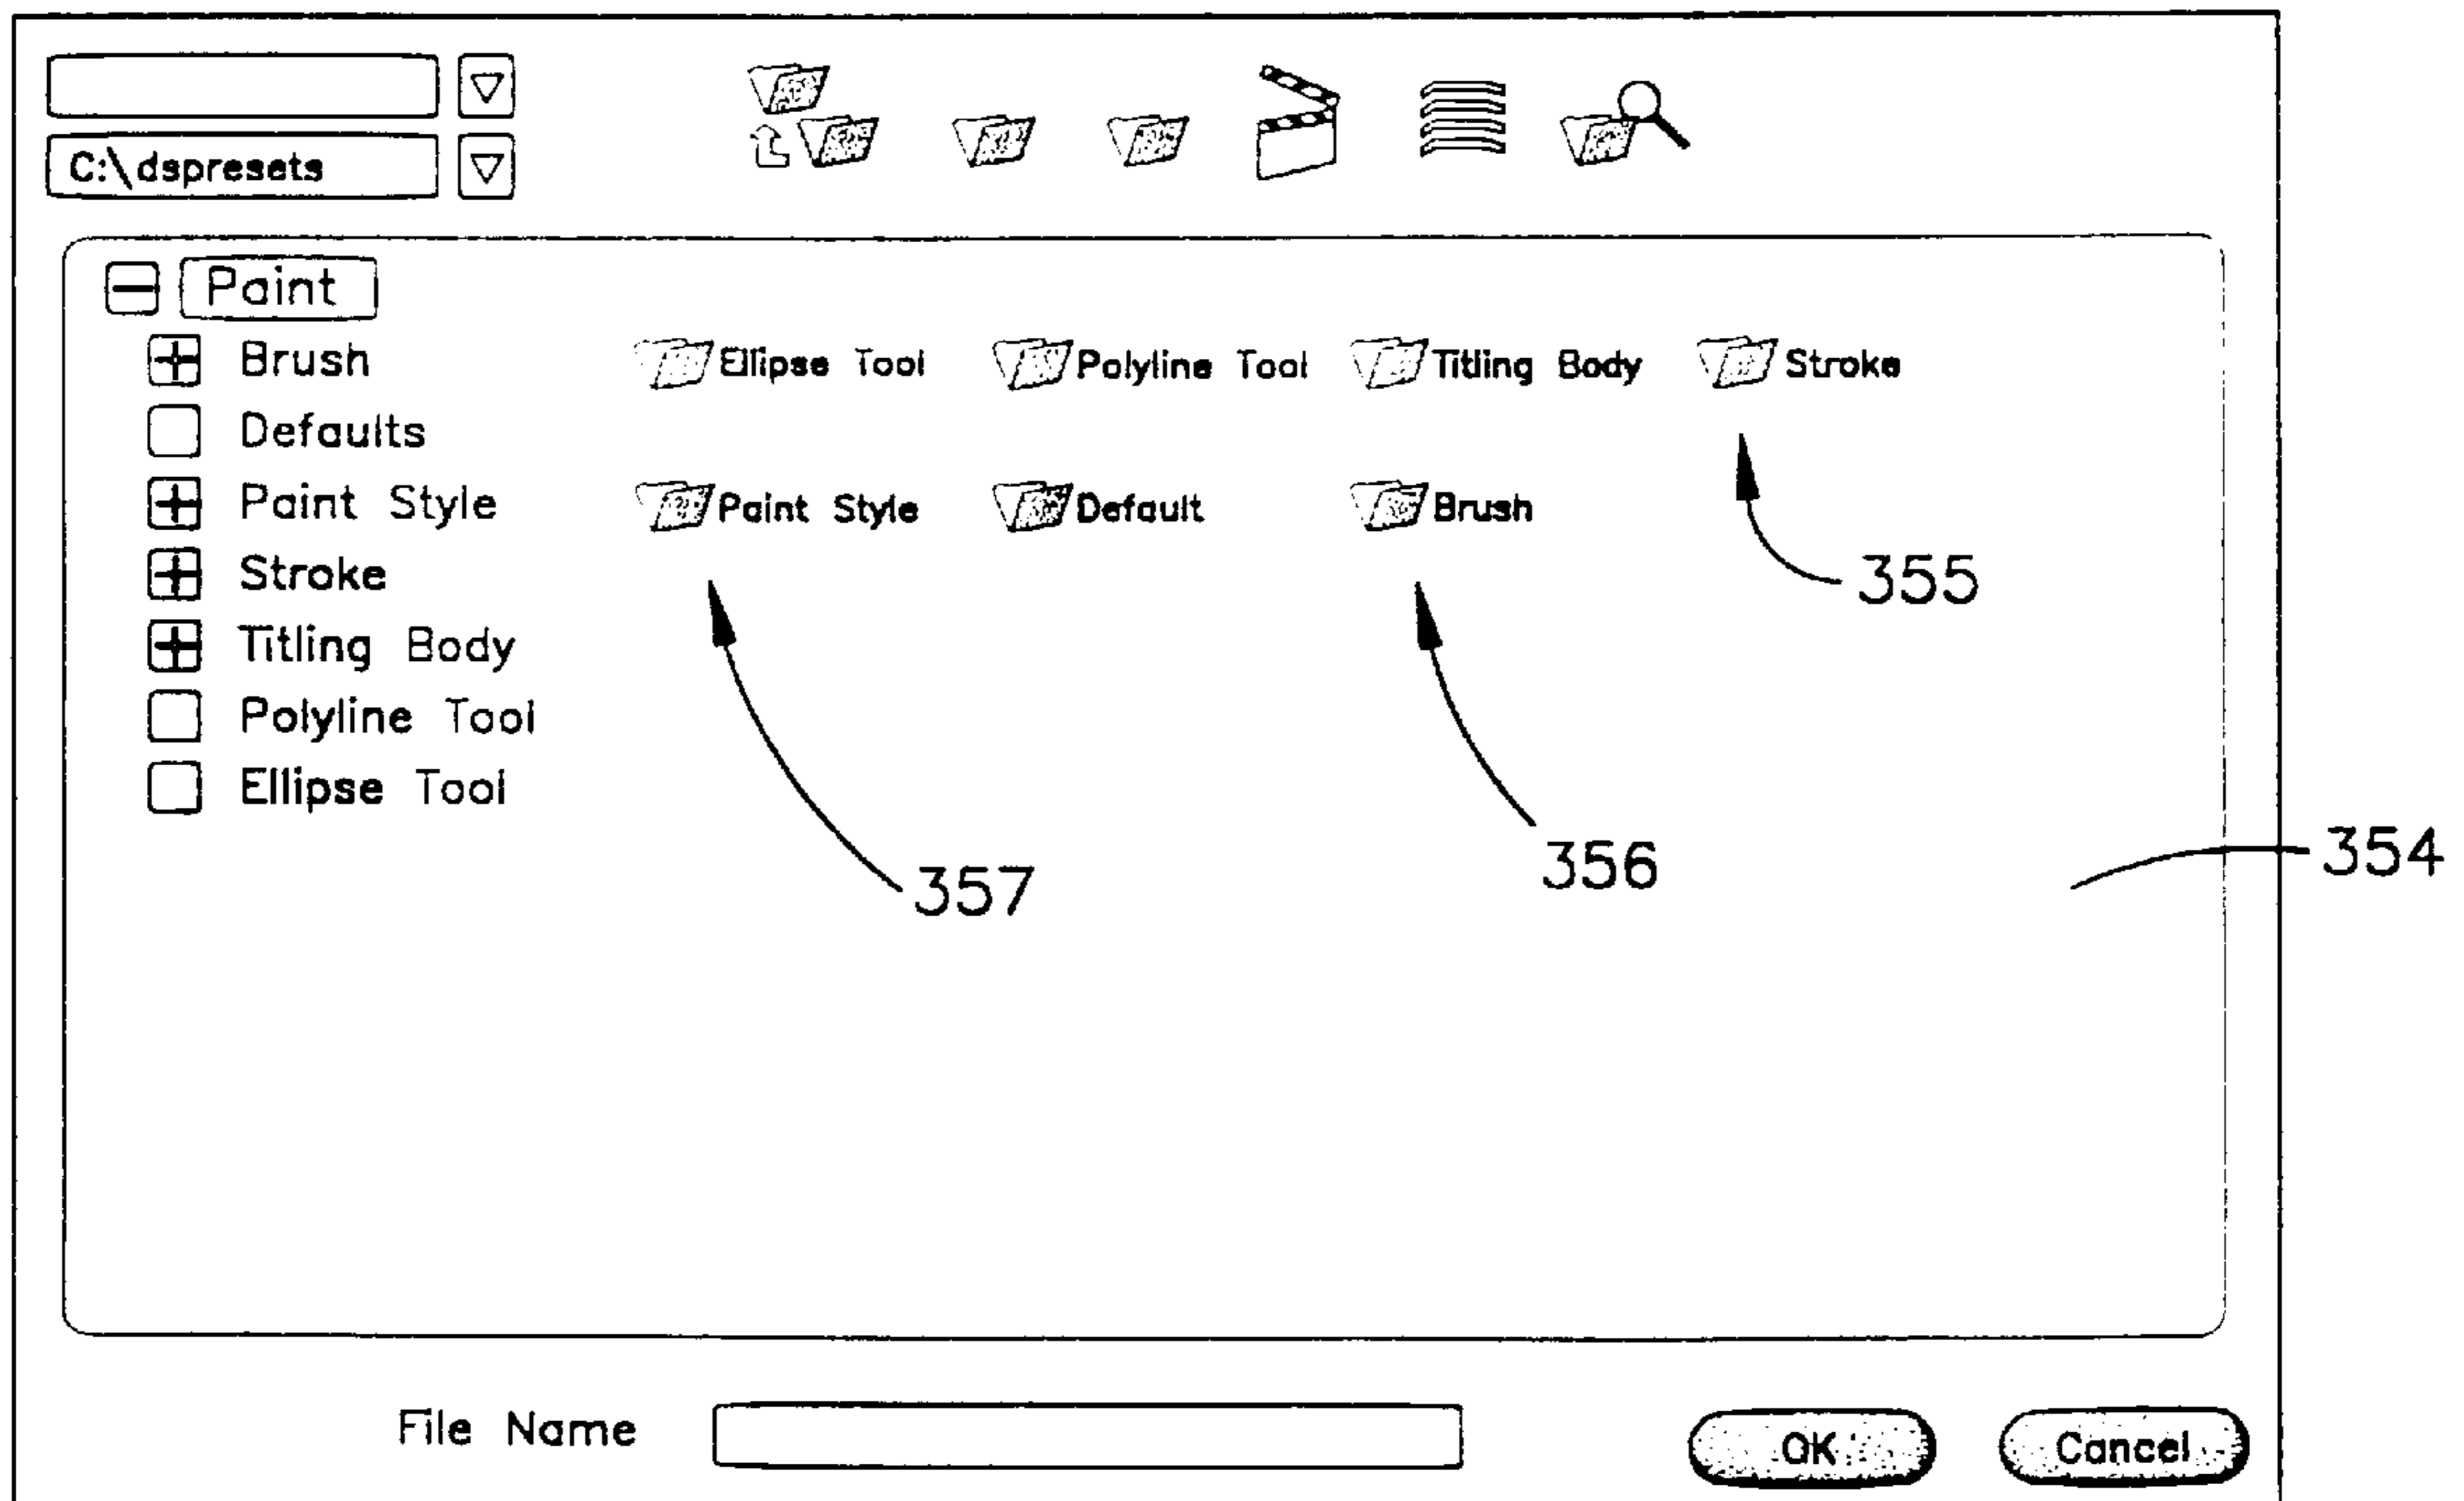 C:\dspresets
Paint
Brush
Ellipse Tool
Polyline Tool
Titling Body
Stroke
Defaults
Paint Style
Paint Style
Default
Brush
Stroke
355
Titling Body
Polyline Tool
Ellipse Tool
357
356
354
File Name
OK
Cancel